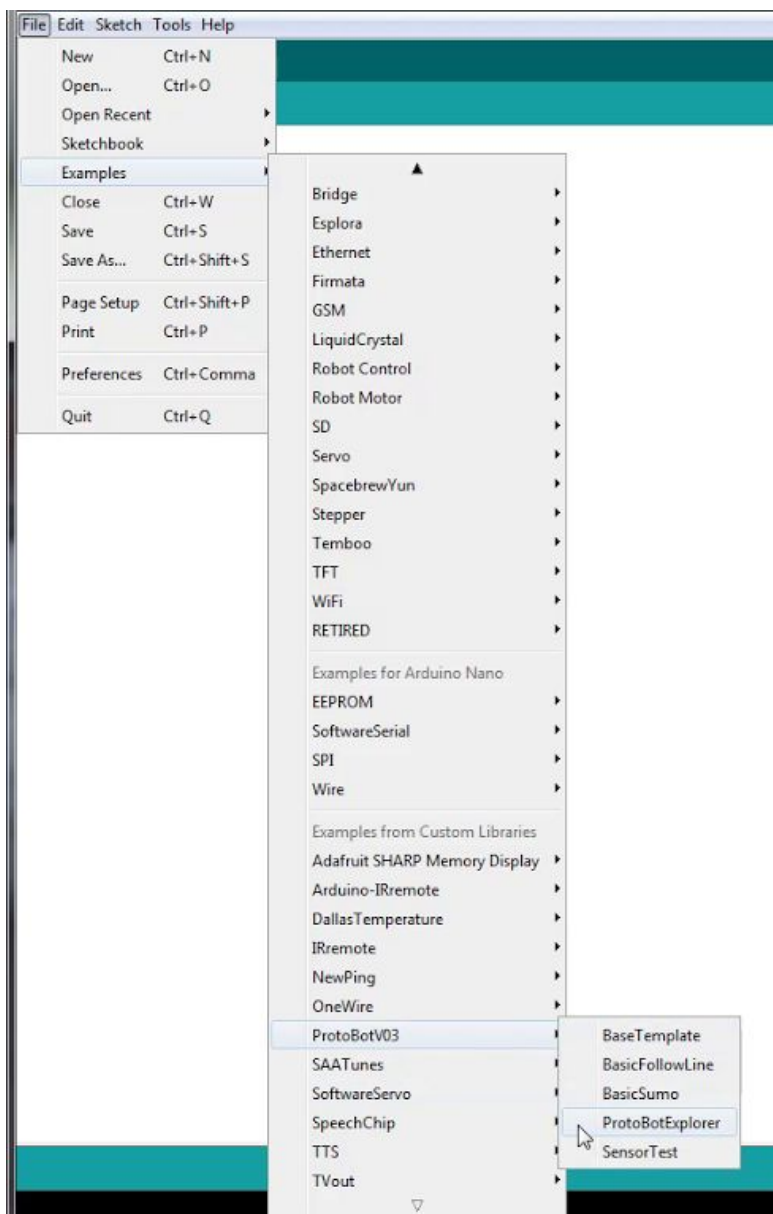 File Edit Sketch Tools Help
New Ctrl+N
Open... Ctrl+O
Open Recent
Sketchbook
Examples
Close Ctrl+W
Save Ctrl+S
Save As... Ctrl+Shift+S
Page Setup Ctrl+Shift+P
Print Ctrl+P
Preferences Ctrl+Comma
Quit Ctrl+Q
Bridge
Esplora
Ethernet
Firmata
GSM
LiquidCrystal
Robot Control
Robot Motor
SD
Servo
SpacebrewYun
Stepper
Temboo
TFT
WiFi
RETIRED
Examples for Arduino Nano
EEPROM
SoftwareSerial
SPI
Wire
Examples from Custom Libraries
Adafruit SHARP Memory Display
Arduino-IRremote
DallasTemperature
IRremote
NewPing
OneWire
ProtoBotV03
SAATunes
SoftwareServo
SpeechChip
TTS
TVout
BaseTemplate
BasicFollowLine
BasicSumo
ProtoBotExplorer
SensorTest